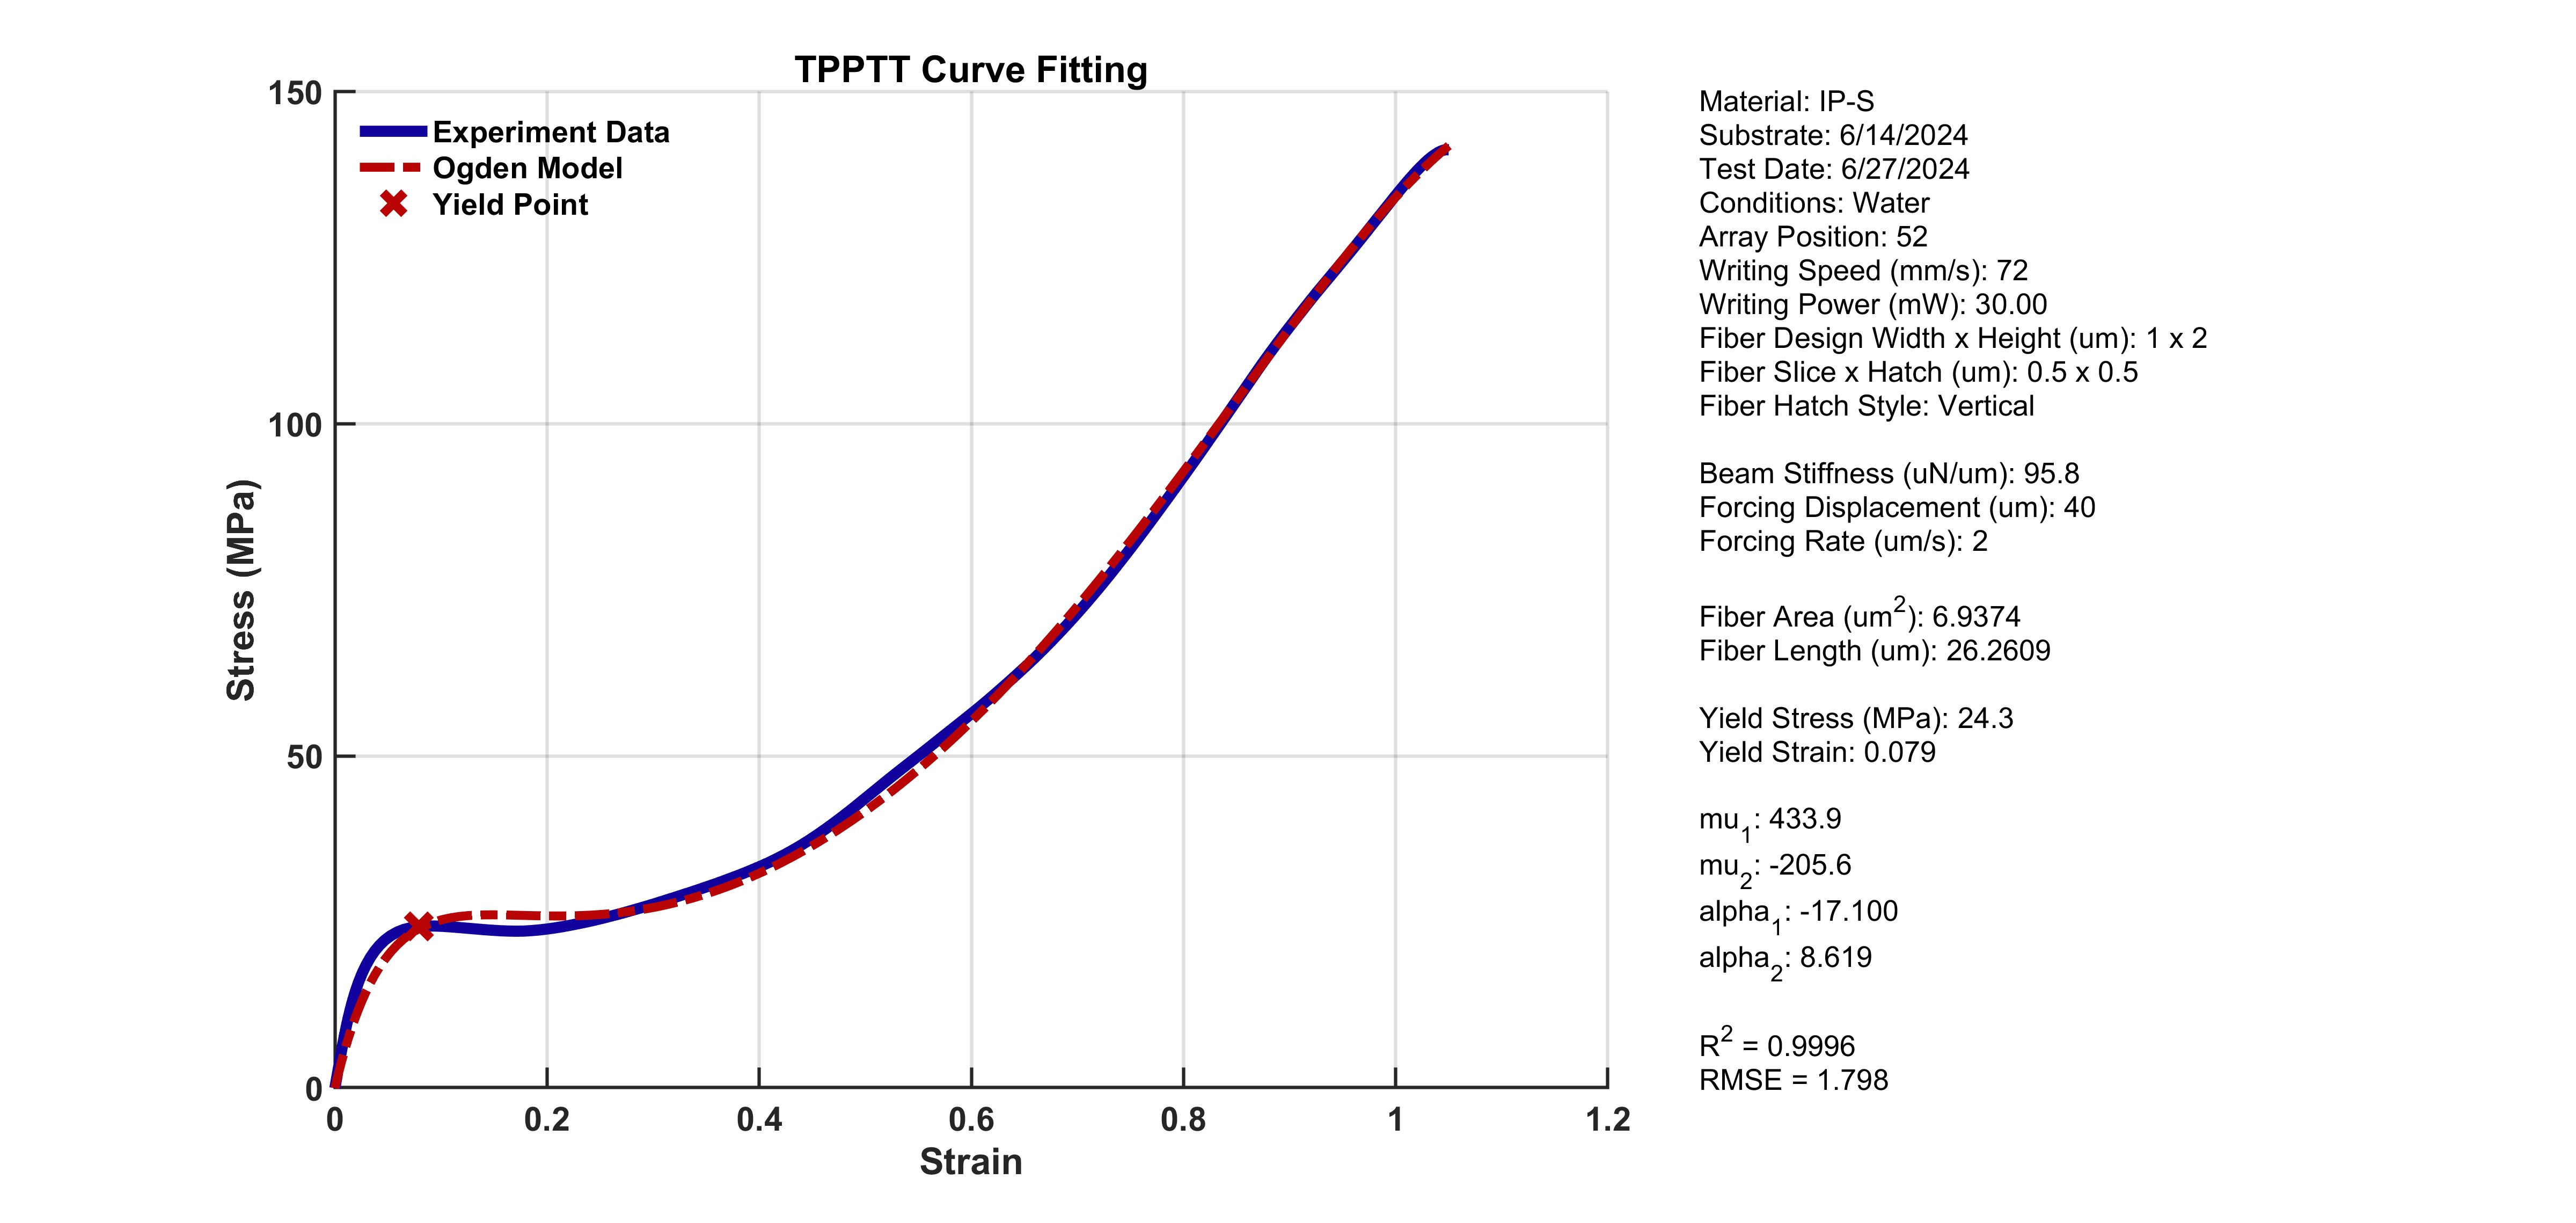 TPPTT Curve Fitting
150
100
50
0
Stress (MPa)
Experiment Data
Ogden Model
Yield Point
0 0.2 0.4 0.6 0.8 1 1.2
Strain
Material: IP-S
Substrate: 6/14/2024
Test Date: 6/27/2024
Conditions: Water
Array Position: 52
Writing Speed (mm/s): 72
Writing Power (mW): 30.00
Fiber Design Width x Height (um): 1 x 2
Fiber Slice x Hatch (um): 0.5 x 0.5
Fiber Hatch Style: Vertical
Beam Stiffness (uN/um): 95.8
Forcing Displacement (um): 40
Forcing Rate (um/s): 2
Fiber Area (um²): 6.9374
Fiber Length (um): 26.2609
Yield Stress (MPa): 24.3
Yield Strain: 0.079
mu₁: 433.9
mu₂: -205.6
alpha₁: -17.100
alpha₂: 8.619
R² = 0.9996
RMSE = 1.798